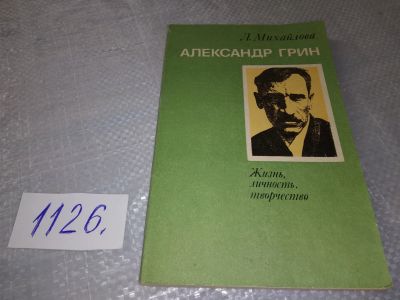 Л. Михайлова
АЛЕКСАНДР ГРИН
Жизнь,
личность,
творчество
1126.